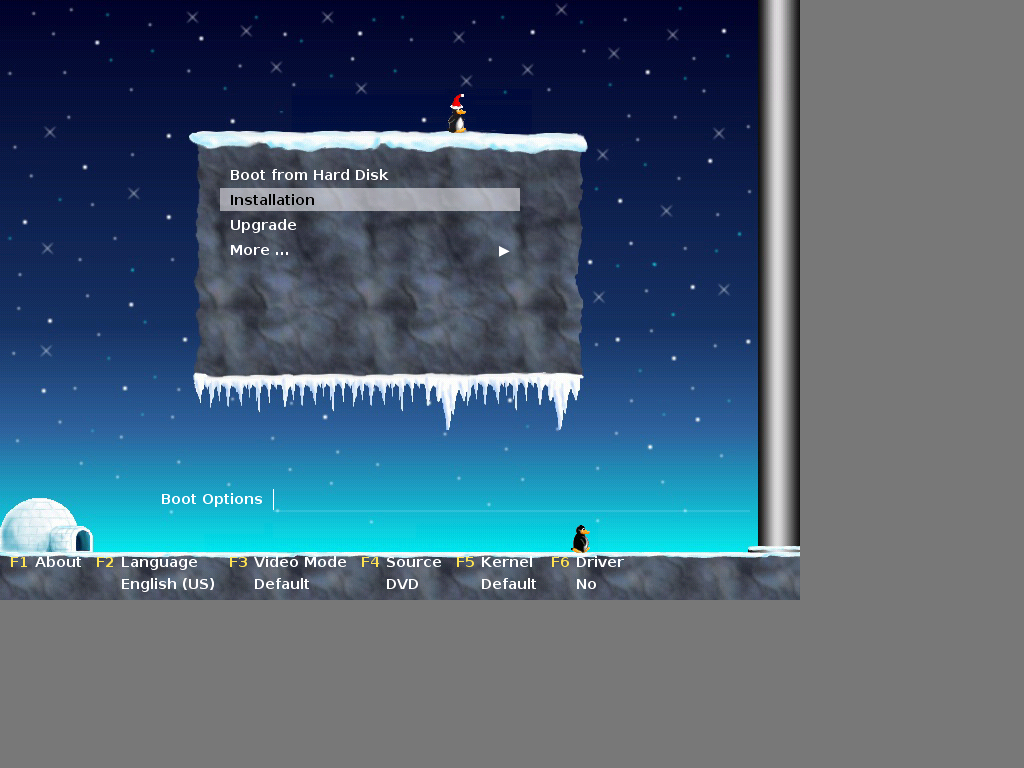 Boot from Hard Disk
Installation
Upgrade
More ...
Boot Options
F1 About F2 Language F3 Video Mode F4 Source F5 Kernel F6 Driver
English (US) Default DVD Default No